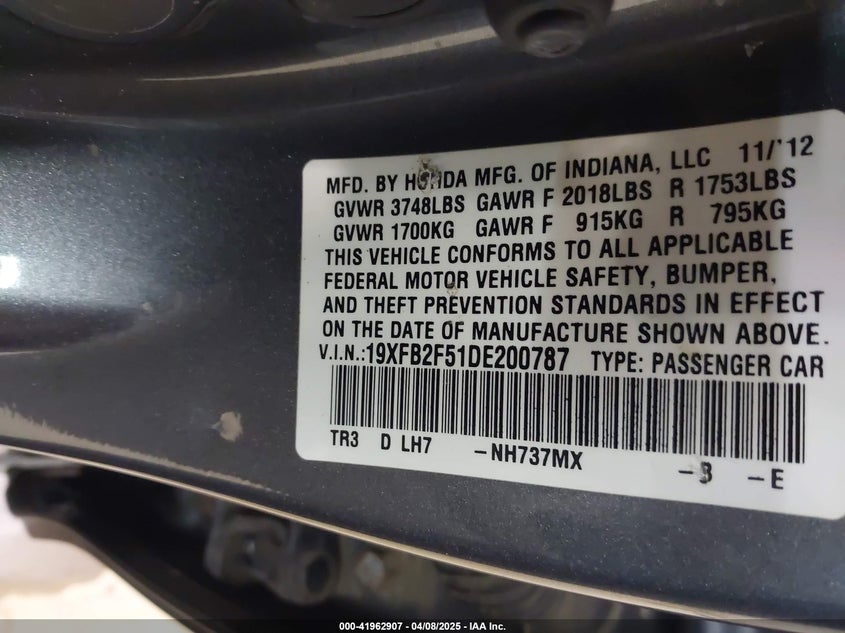 MFD. BY HONDA MFG. OF INDIANA, LLC 11/'12
GVWR 3748LBS GAWR F 2018LBS R 1753LBS
GVWR 1700KG GAWR F 915KG R 795KG
THIS VEHICLE CONFORMS TO ALL APPLICABLE
FEDERAL MOTOR VEHICLE SAFETY, BUMPER,
AND THEFT PREVENTION STANDARDS IN EFFECT
ON THE DATE OF MANUFACTURE SHOWN ABOVE.
V.I.N.:19XFB2F51DE200787 TYPE: PASSENGER CAR
TR3 D LH7 -NH737MX -B -E
000-41962907 - 04/08/2025 - IAA Inc.